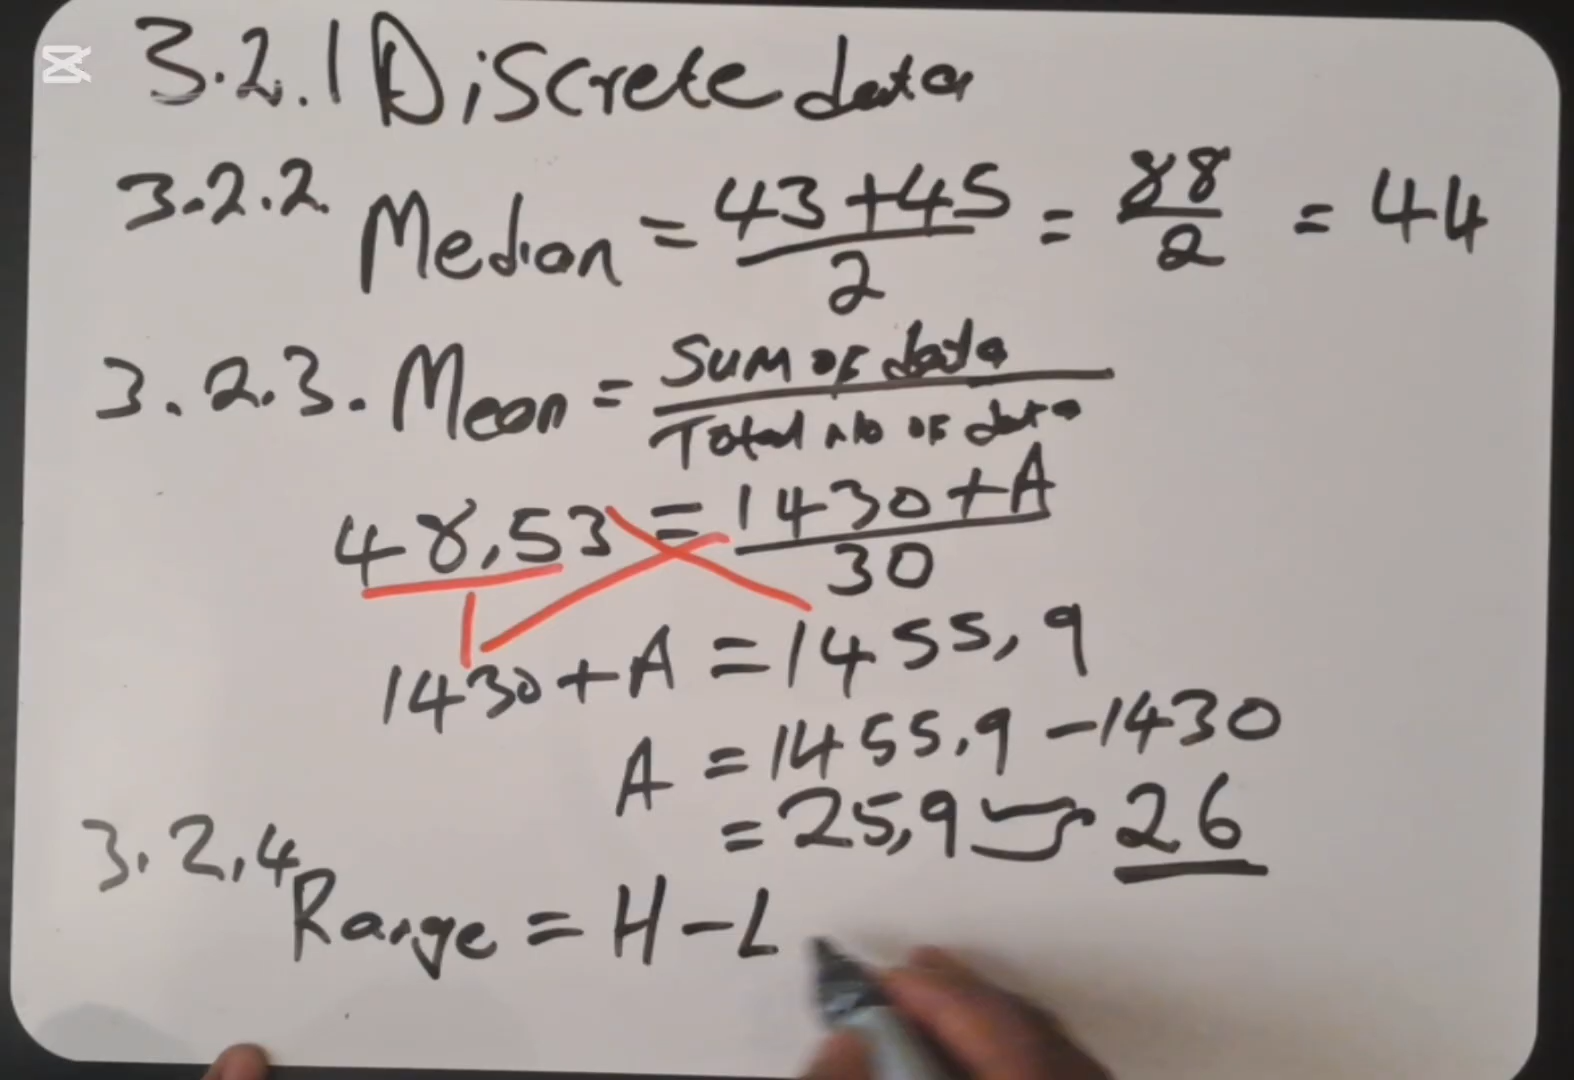 3.2.1 Discrete data
3.2.2. Median = 43+45/2 = 88/2 = 44
3.2.3. Mean = Sum of data/Total no of data
48,53 = 1430+A/30
1430+A = 1455,9
A = 1455,9 - 1430
= 25,9 26
3.2.4 Range = H-L